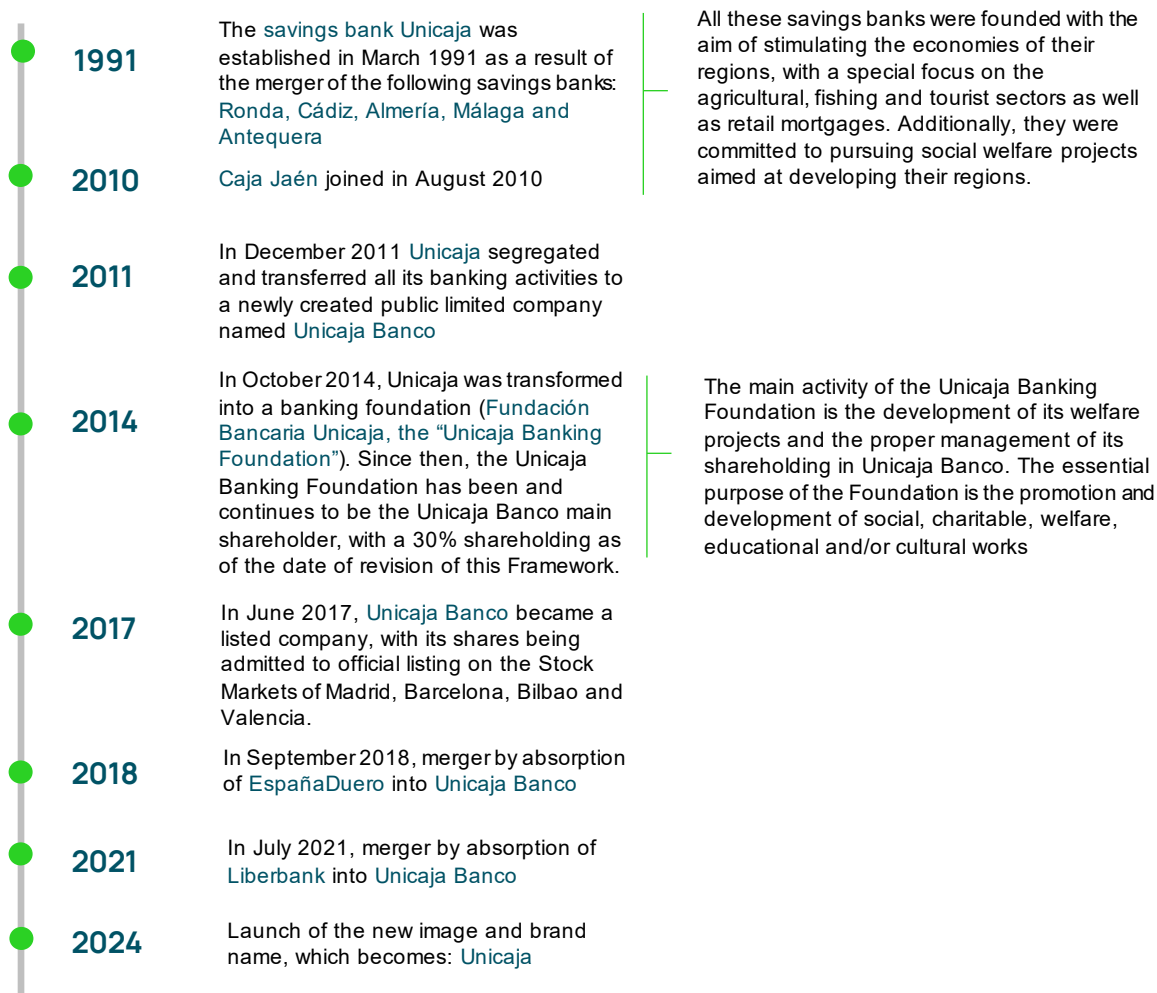 1991
The savings bank Unicaja was
established in March 1991 as a result of
the merger of the following savings banks:
Ronda, Cádiz, Almería, Málaga and
Antequera
All these savings banks were founded with the
aim of stimulating the economies of their
regions, with a special focus on the
agricultural, fishing and tourist sectors as well
as retail mortgages. Additionally, they were
committed to pursuing social welfare projects
aimed at developing their regions.
2010
Caja Jaén joined in August 2010
2011
In December 2011 Unicaja segregated
and transferred all its banking activities to
a newly created public limited company
named Unicaja Banco
2014
In October 2014, Unicaja was transformed
into a banking foundation (Fundación
Bancaria Unicaja, the “Unicaja Banking
Foundation”). Since then, the Unicaja
Banking Foundation has been and
continues to be the Unicaja Banco main
shareholder, with a 30% shareholding as
of the date of revision of this Framework.
The main activity of the Unicaja Banking
Foundation is the development of its welfare
projects and the proper management of its
shareholding in Unicaja Banco. The essential
purpose of the Foundation is the promotion and
development of social, charitable, welfare,
educational and/or cultural works
2017
In June 2017, Unicaja Banco became a
listed company, with its shares being
admitted to official listing on the Stock
Markets of Madrid, Barcelona, Bilbao and
Valencia.
2018
In September 2018, merger by absorption
of EspañaDuero into Unicaja Banco
2021
In July 2021, merger by absorption of
Liberbank into Unicaja Banco
2024
Launch of the new image and brand
name, which becomes: Unicaja